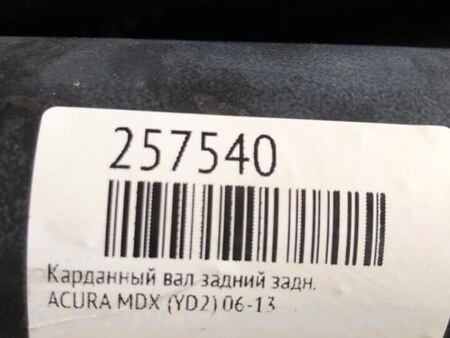 257540
Карданный вал задний задн.
ACURA MDX (YD2) 06-13